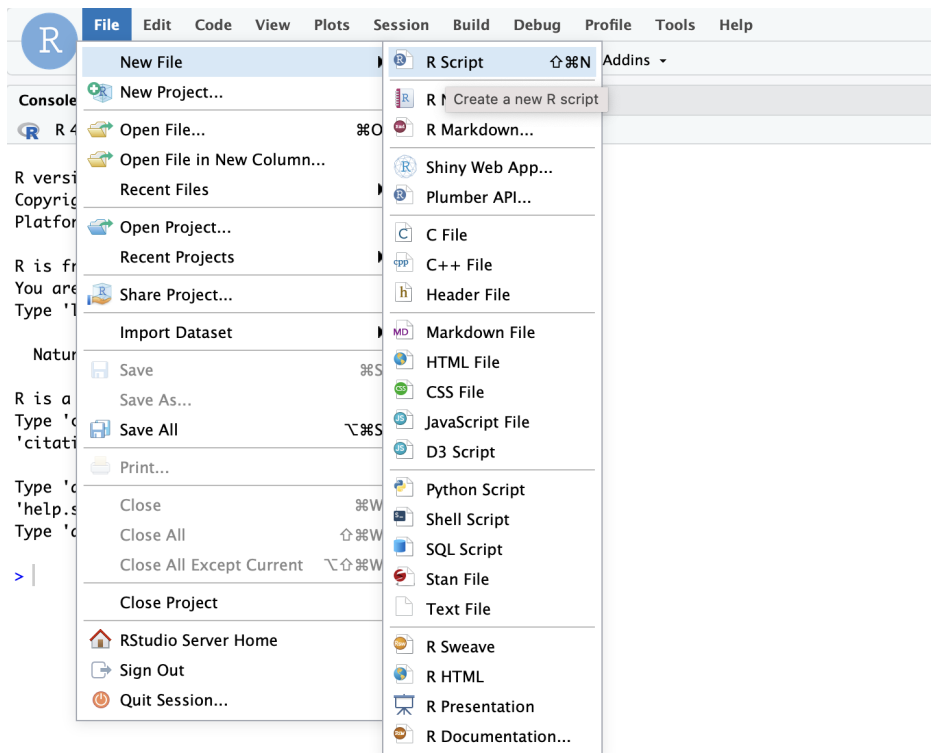 R
File Edit Code View Plots Session Build Debug Profile Tools Help
Addins
Console
R 4
R versi
Copyrig
Platfor
R is fr
You are
Type 'l
Natur
R is a
Type 'c
'citati
Type 'd
'help.s
Type 'q
>
New File
New Project...
Open File... ⌘O
Open File in New Column...
Recent Files
Open Project...
Recent Projects
Share Project...
Import Dataset
Save ⌘S
Save As...
Save All ⌥⌘S
Print...
Close ⌘W
Close All ⇧⌘W
Close All Except Current ⌥⇧⌘W
Close Project
RStudio Server Home
Sign Out
Quit Session...
R Script ⇧⌘N
R N
Create a new R script
R Markdown...
Shiny Web App...
Plumber API...
C File
C++ File
Header File
Markdown File
HTML File
CSS File
JavaScript File
D3 Script
Python Script
Shell Script
SQL Script
Stan File
Text File
R Sweave
R HTML
R Presentation
R Documentation...